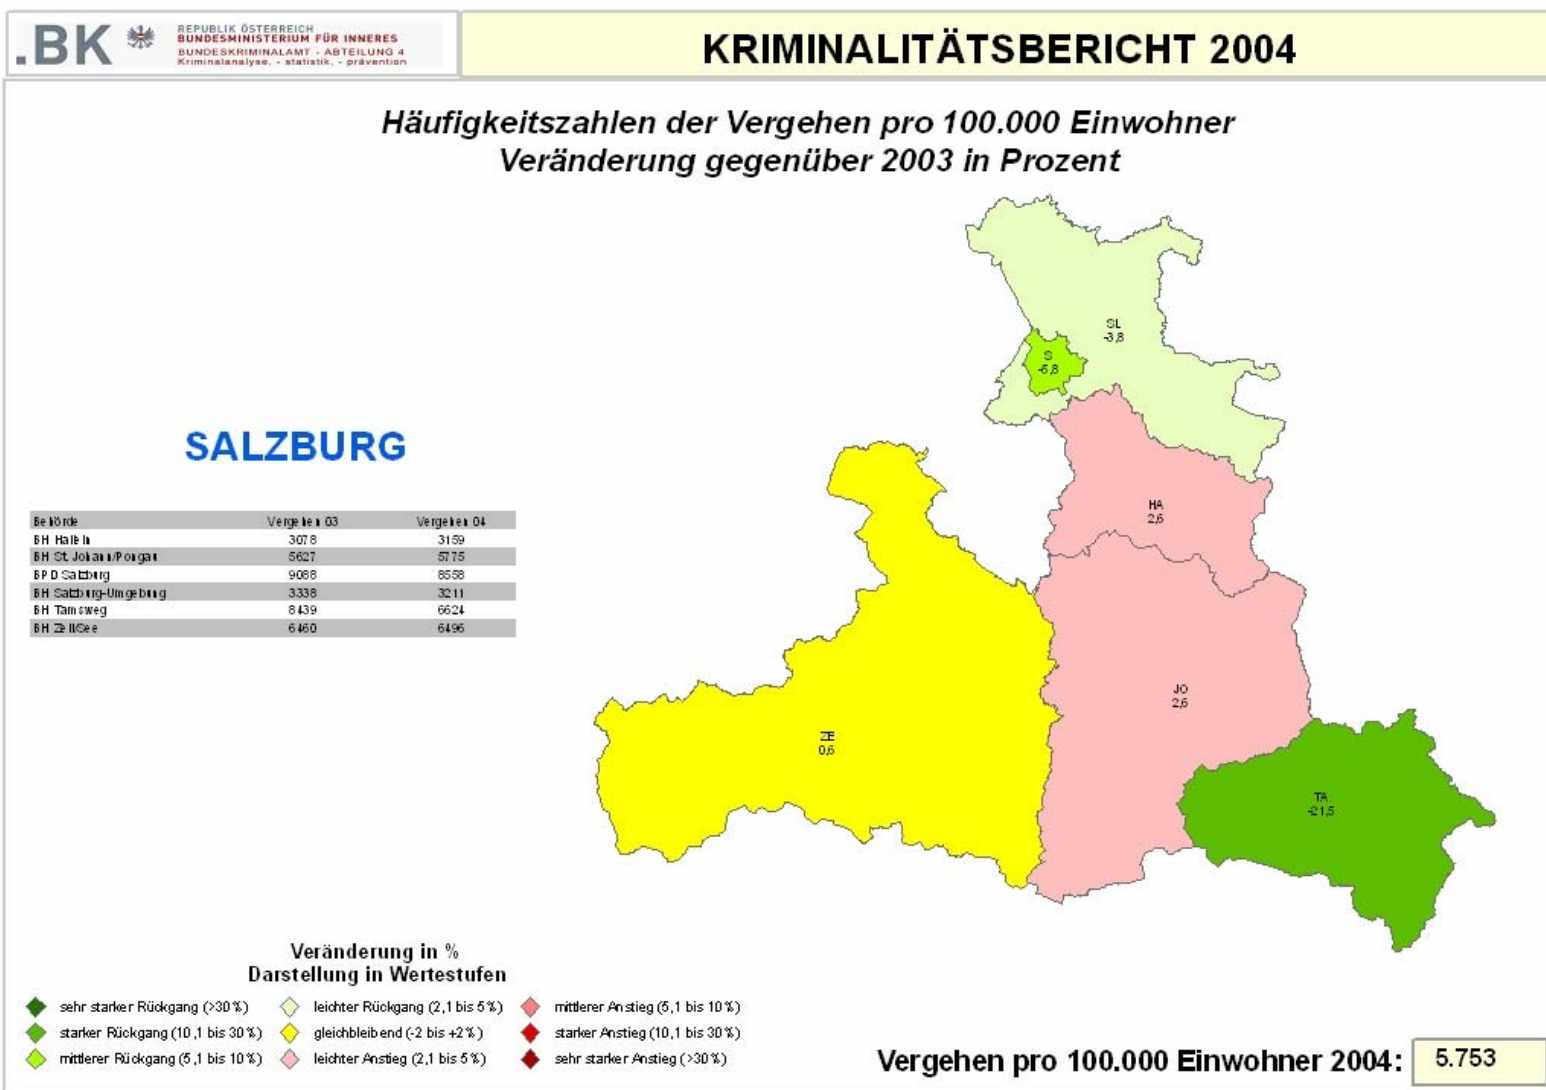 .BK
REPUBLIK ÖSTERREICH
BUNDESMINISTERIUM FÜR INNERES
BUNDESKRIMINALAMT - ABTEILUNG 4
Kriminalanalyse, - statistik, - prävention
KRIMINALITÄTSBERICHT 2004
Häufigkeitszahlen der Vergehen pro 100.000 Einwohner
Veränderung gegenüber 2003 in Prozent
SALZBURG
Behörde Vergehen 03 Vergehen 04
BH Hallein 3078 3159
BH St. Johann/Pongau 5627 5775
BPD Salzburg 9088 8558
BH Salzburg-Umgebung 3338 3211
BH Tamsweg 8439 6624
BH Zell/See 6460 6496
SL
-3,8
S
-5,8
HA
2,6
JO
2,6
ZE
0,6
TA
-21,5
Veränderung in %
Darstellung in Wertestufen
sehr starker Rückgang (>30%) leichter Rückgang (2,1 bis 5%) mittlerer Anstieg (5,1 bis 10%)
starker Rückgang (10,1 bis 30%) gleichbleibend (-2 bis +2%) starker Anstieg (10,1 bis 30%)
mittlerer Rückgang (5,1 bis 10%) leichter Anstieg (2,1 bis 5%) sehr starker Anstieg (>30%)
Vergehen pro 100.000 Einwohner 2004: 5.753